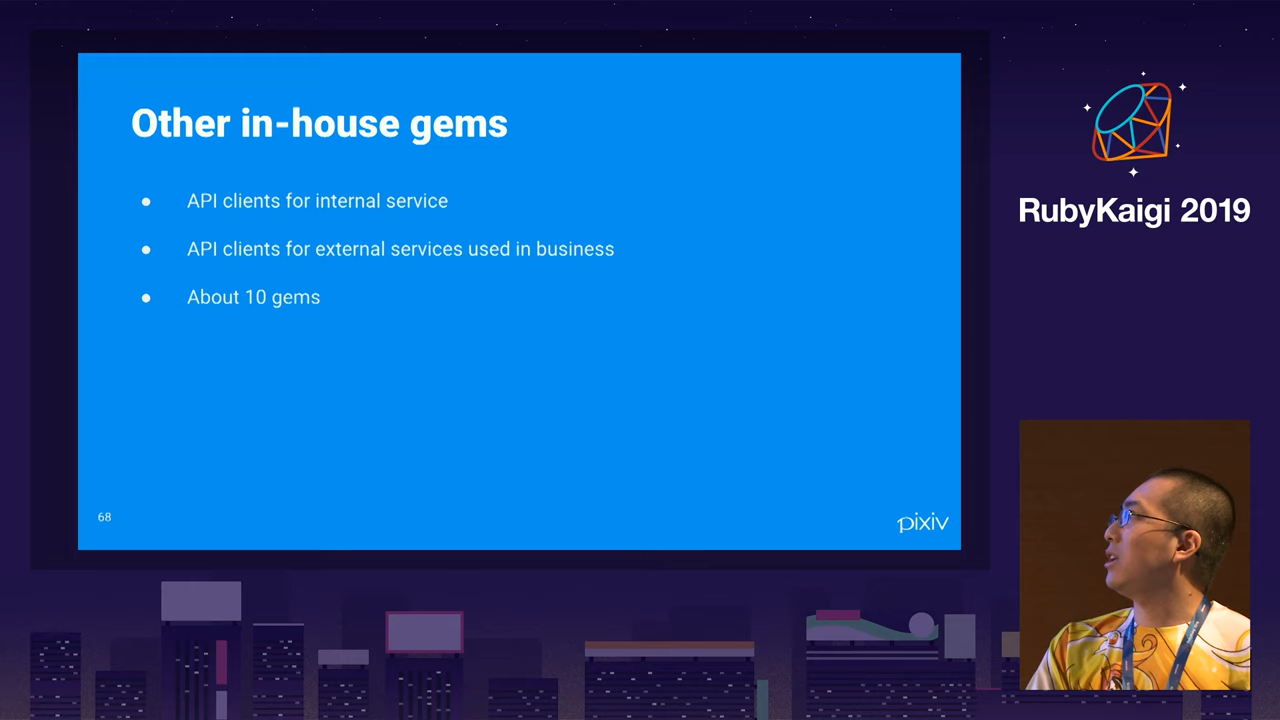 Other in-house gems
● API clients for internal service
● API clients for external services used in business
● About 10 gems
68
pixiv
RubyKaigi 2019